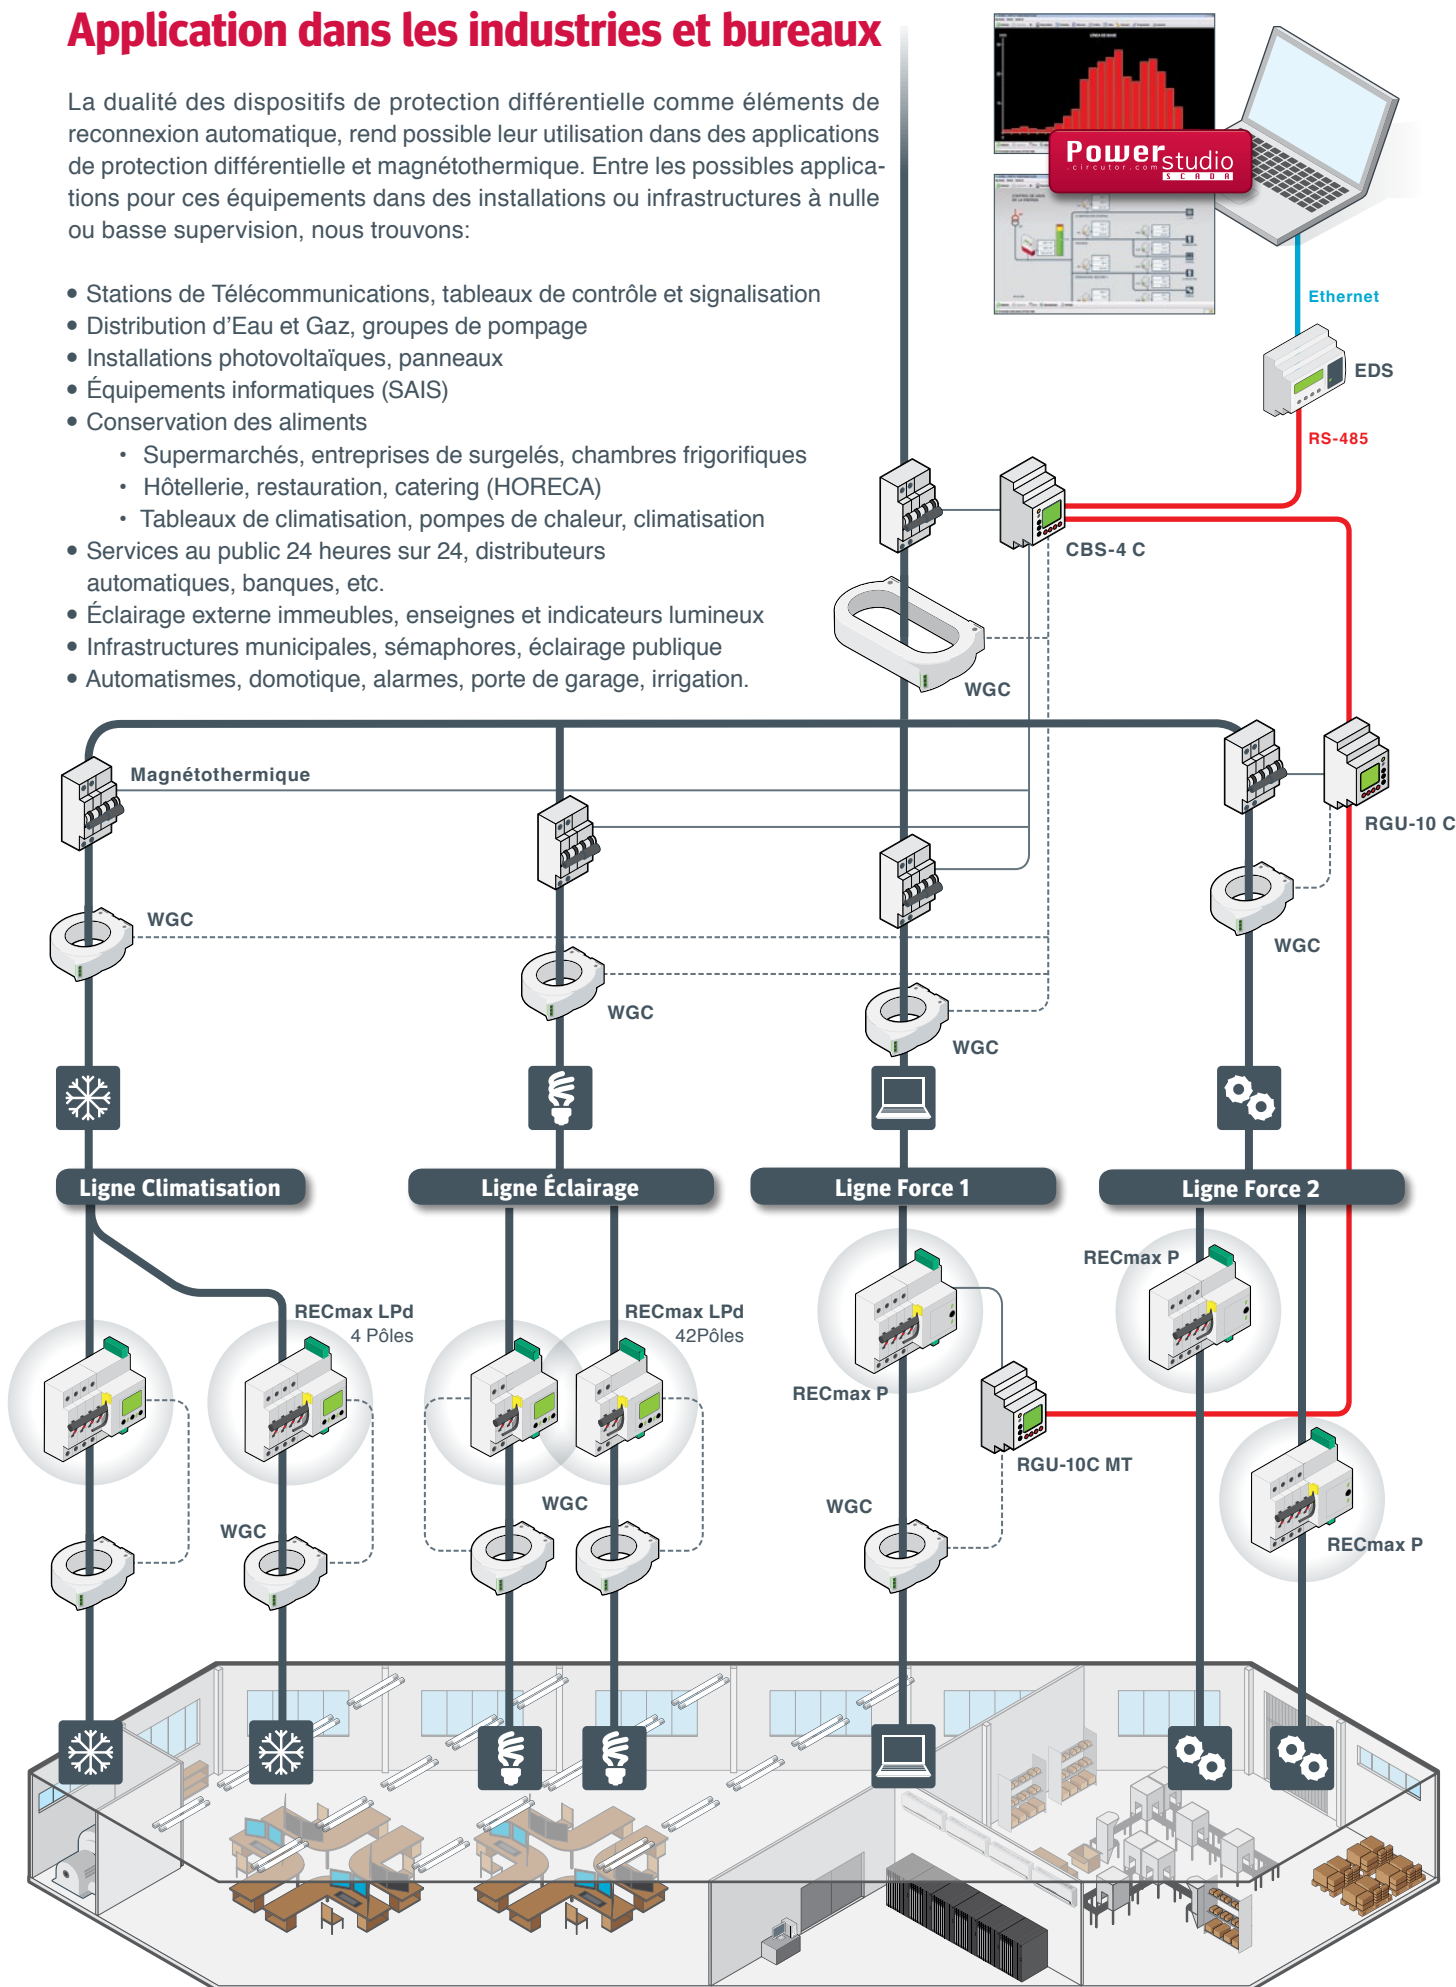 Application dans les industries et bureaux
La dualité des dispositifs de protection différentielle comme éléments de
reconnexion automatique, rend possible leur utilisation dans des applications
de protection différentielle et magnétothermique. Entre les possibles applica-
tions pour ces équipements dans des installations ou infrastructures à nulle
ou basse supervision, nous trouvons:
• Stations de Télécommunications, tableaux de contrôle et signalisation
• Distribution d'Eau et Gaz, groupes de pompage
• Installations photovoltaïques, panneaux
• Équipements informatiques (SAIS)
• Conservation des aliments
• Supermarchés, entreprises de surgelés, chambres frigorifiques
• Hôtellerie, restauration, catering (HORECA)
• Tableaux de climatisation, pompes de chaleur, climatisation
• Services au public 24 heures sur 24, distributeurs
automatiques, banques, etc.
• Éclairage externe immeubles, enseignes et indicateurs lumineux
• Infrastructures municipales, sémaphores, éclairage publique
• Automatismes, domotique, alarmes, porte de garage, irrigation.
LÍNEA DE BASE
Power studio
.circutor.com
SCADA
Ethernet
EDS
RS-485
CBS-4 C
WGC
Magnétothermique
RGU-10 C
WGC
WGC
WGC
WGC
Ligne Climatisation
Ligne Éclairage
Ligne Force 1
Ligne Force 2
RECmax P
RECmax LPd
4 Pôles
RECmax LPd
42Pôles
RECmax P
RGU-10C MT
WGC
WGC
WGC
RECmax P